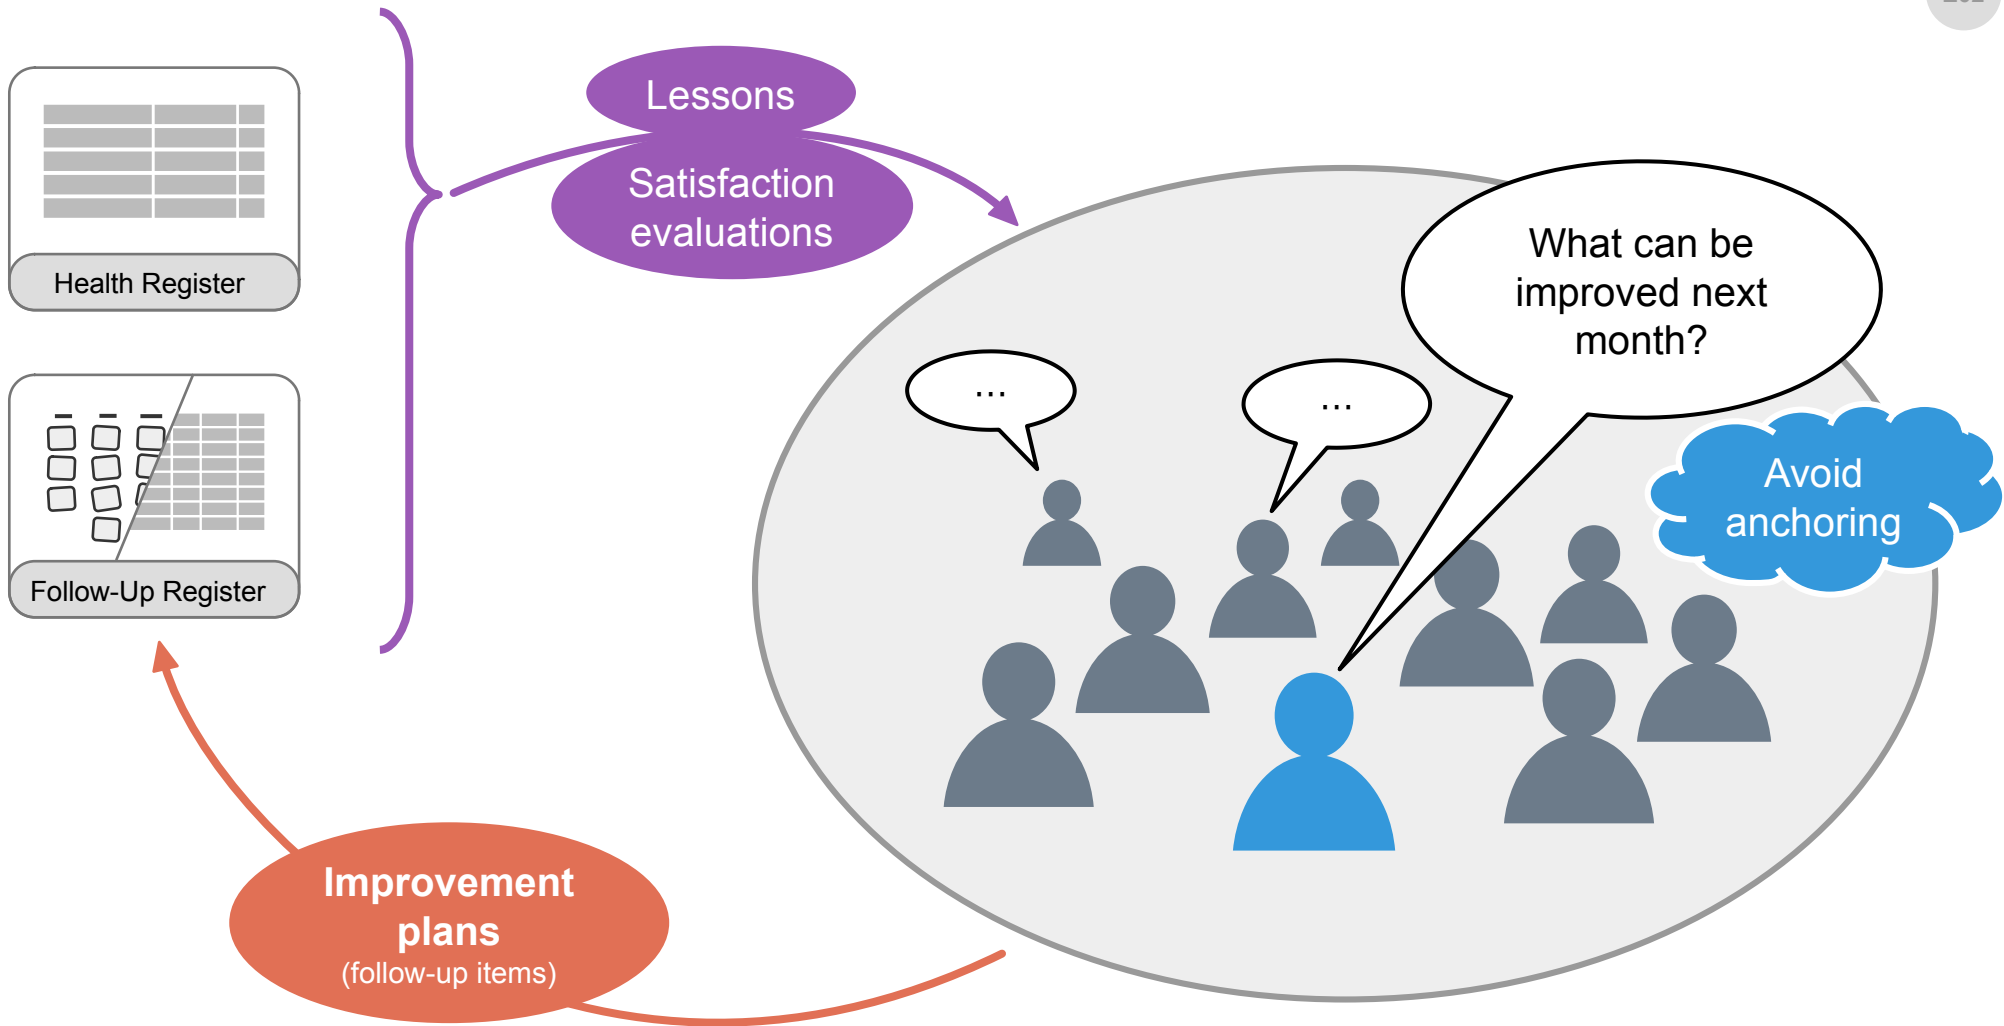 Lessons
Satisfaction
evaluations
Health Register
Follow-Up Register
What can be
improved next
month?
...
...
Avoid
anchoring
Improvement
plans
(follow-up items)